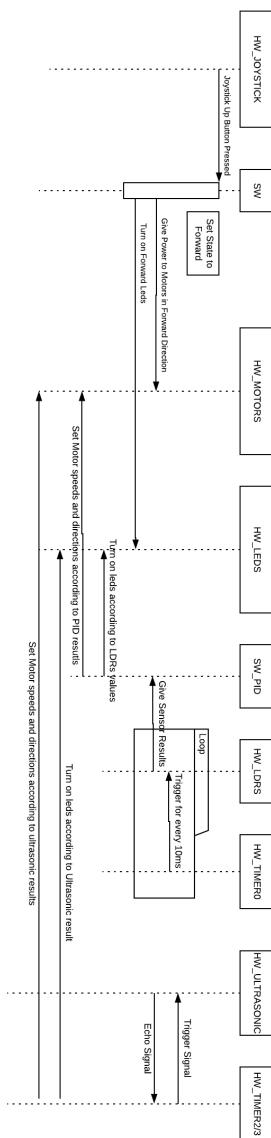 HW_JOYSTICK
SW
HW_MOTORS
HW_LEDS
SW_PID
HW_LDRS
HW_TIMER0
HW_ULTRASONIC
HW_TIMER2/3
Joystick Up Button Pressed
Set State to
Forward
Give Power to Motors in Forward Direction
Turn on Forward Leds
Loop
Trigger for every 10ms
Give Sensor Results
Trigger Signal
Echo Signal
Turn on leds according to LDRs values
Set Motor speeds and directions according to PID resutls
Turn on leds according to Ultrasonic result
Set Motor speeds and directions according to ultrasonic results